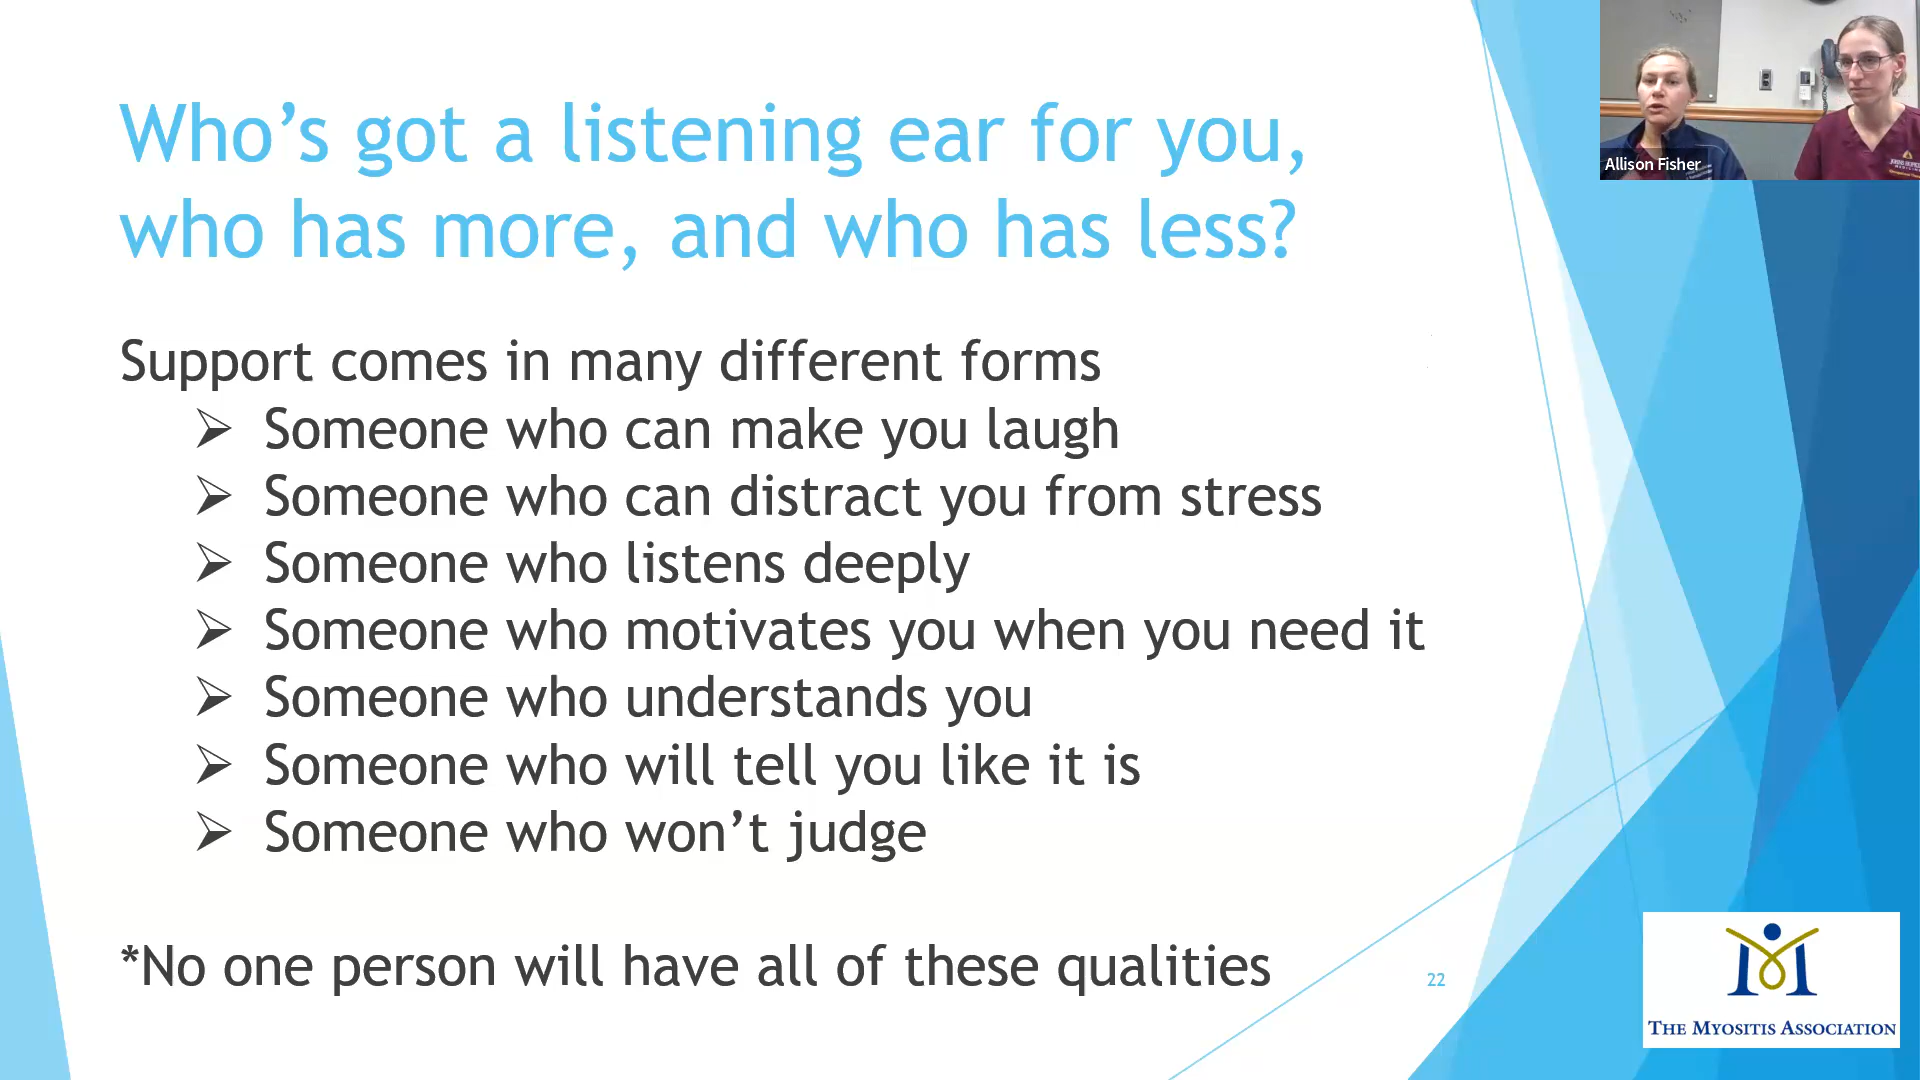 Who’s got a listening ear for you,
who has more, and who has less?
Support comes in many different forms
➢ Someone who can make you laugh
➢ Someone who can distract you from stress
➢ Someone who listens deeply
➢ Someone who motivates you when you need it
➢ Someone who understands you
➢ Someone who will tell you like it is
➢ Someone who won’t judge
*No one person will have all of these qualities
22
Allison Fisher
THE MYOSITIS ASSOCIATION